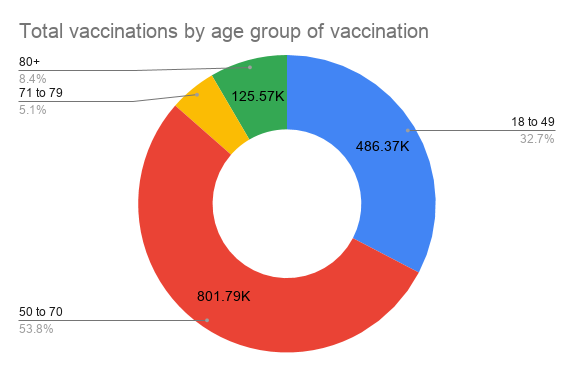 Total vaccinations by age group of vaccination
80+
8.4%
71 to 79
5.1%
125.57K
18 to 49
32.7%
486.37K
801.79K
50 to 70
53.8%